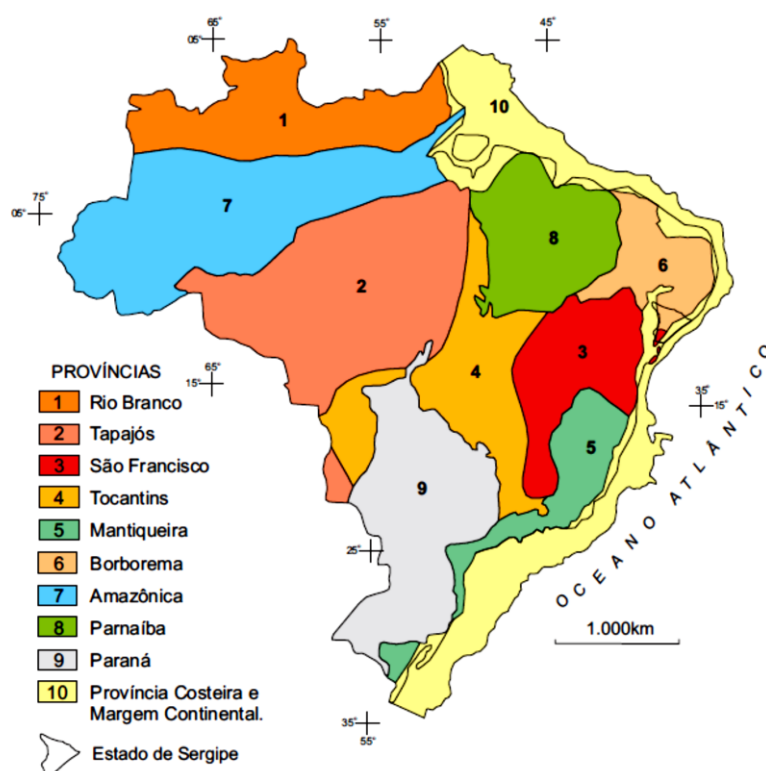 65°
05°
55°
45°
10
1
75°
05°
7
8
6
2
3
PROVÍNCIAS
65°
15°
4
35°
15°
1 Rio Branco
2 Tapajós
3 São Francisco
4 Tocantins
5 Mantiqueira
6 Borborema
7 Amazônica
8 Parnaíba
9 Paraná
10 Província Costeira e
Margem Continental.
Estado de Sergipe
5
9
25°
OCEANO ATLÂNTICO
1.000km
35°
55°